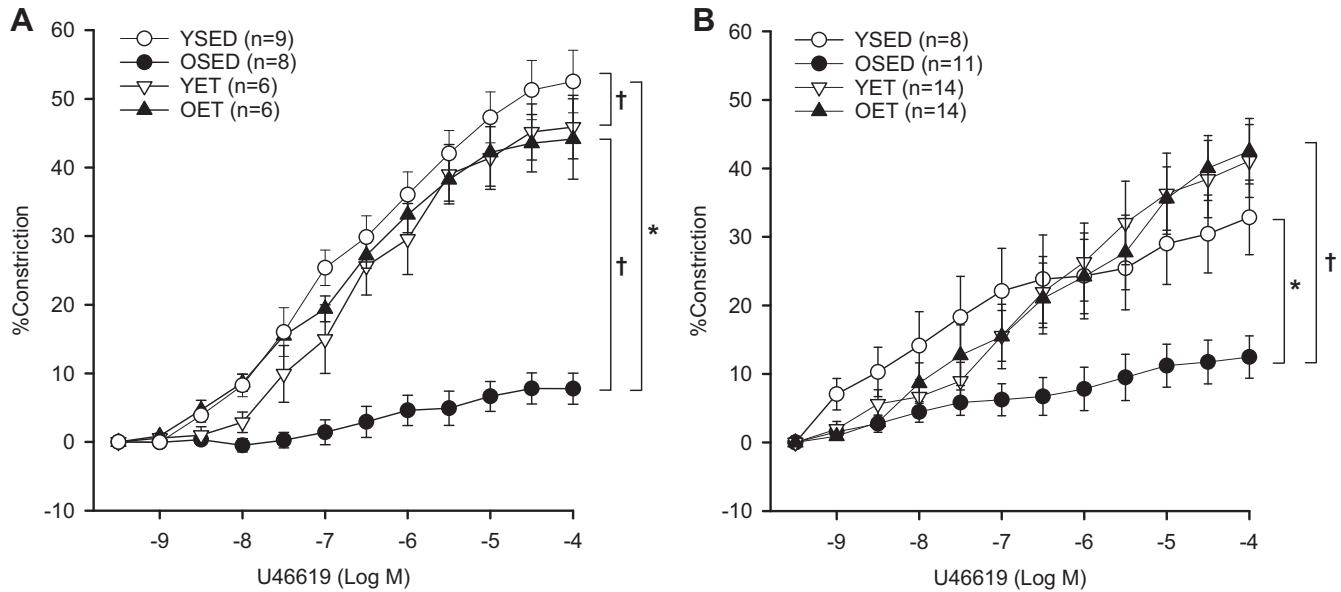 A
YSED (n=9)
OSED (n=8)
YET (n=6)
OET (n=6)
60
50
40
30
20
10
0
-10
%Constriction
-9 -8 -7 -6 -5 -4
U46619 (Log M)
†
†
*
B
YSED (n=8)
OSED (n=11)
YET (n=14)
OET (n=14)
60
50
40
30
20
10
0
-10
%Constriction
-9 -8 -7 -6 -5 -4
U46619 (Log M)
*
†